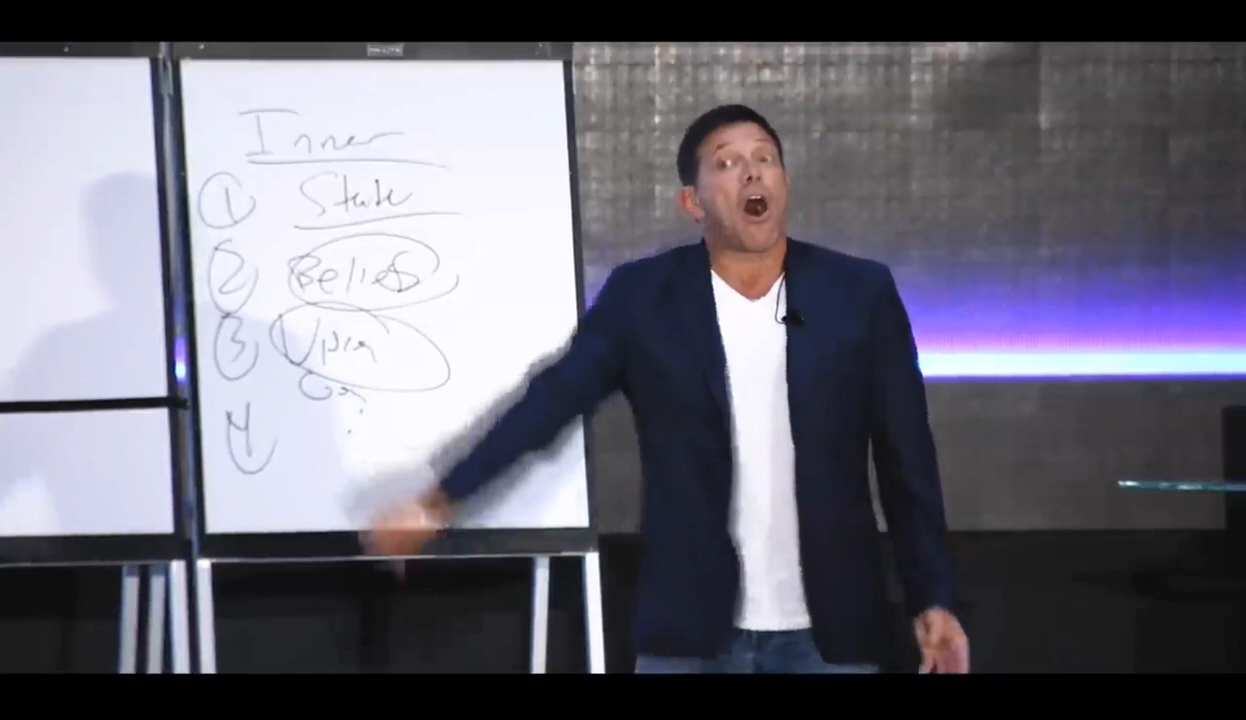 Inner
① State
② Beliefs
③
④